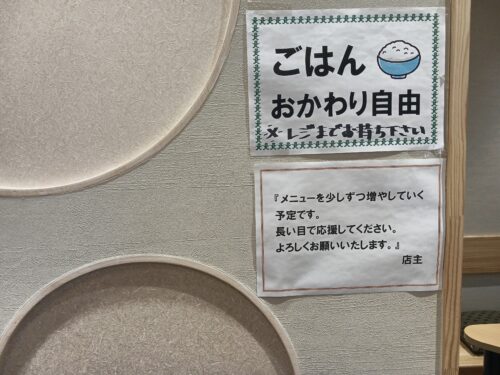 ごはん
おかわり自由
※レジまでお持ち下さい
『メニューを少しずつ増やしていく
予定です。
長い目で応援してください。
よろしくお願いいたします。』
店主